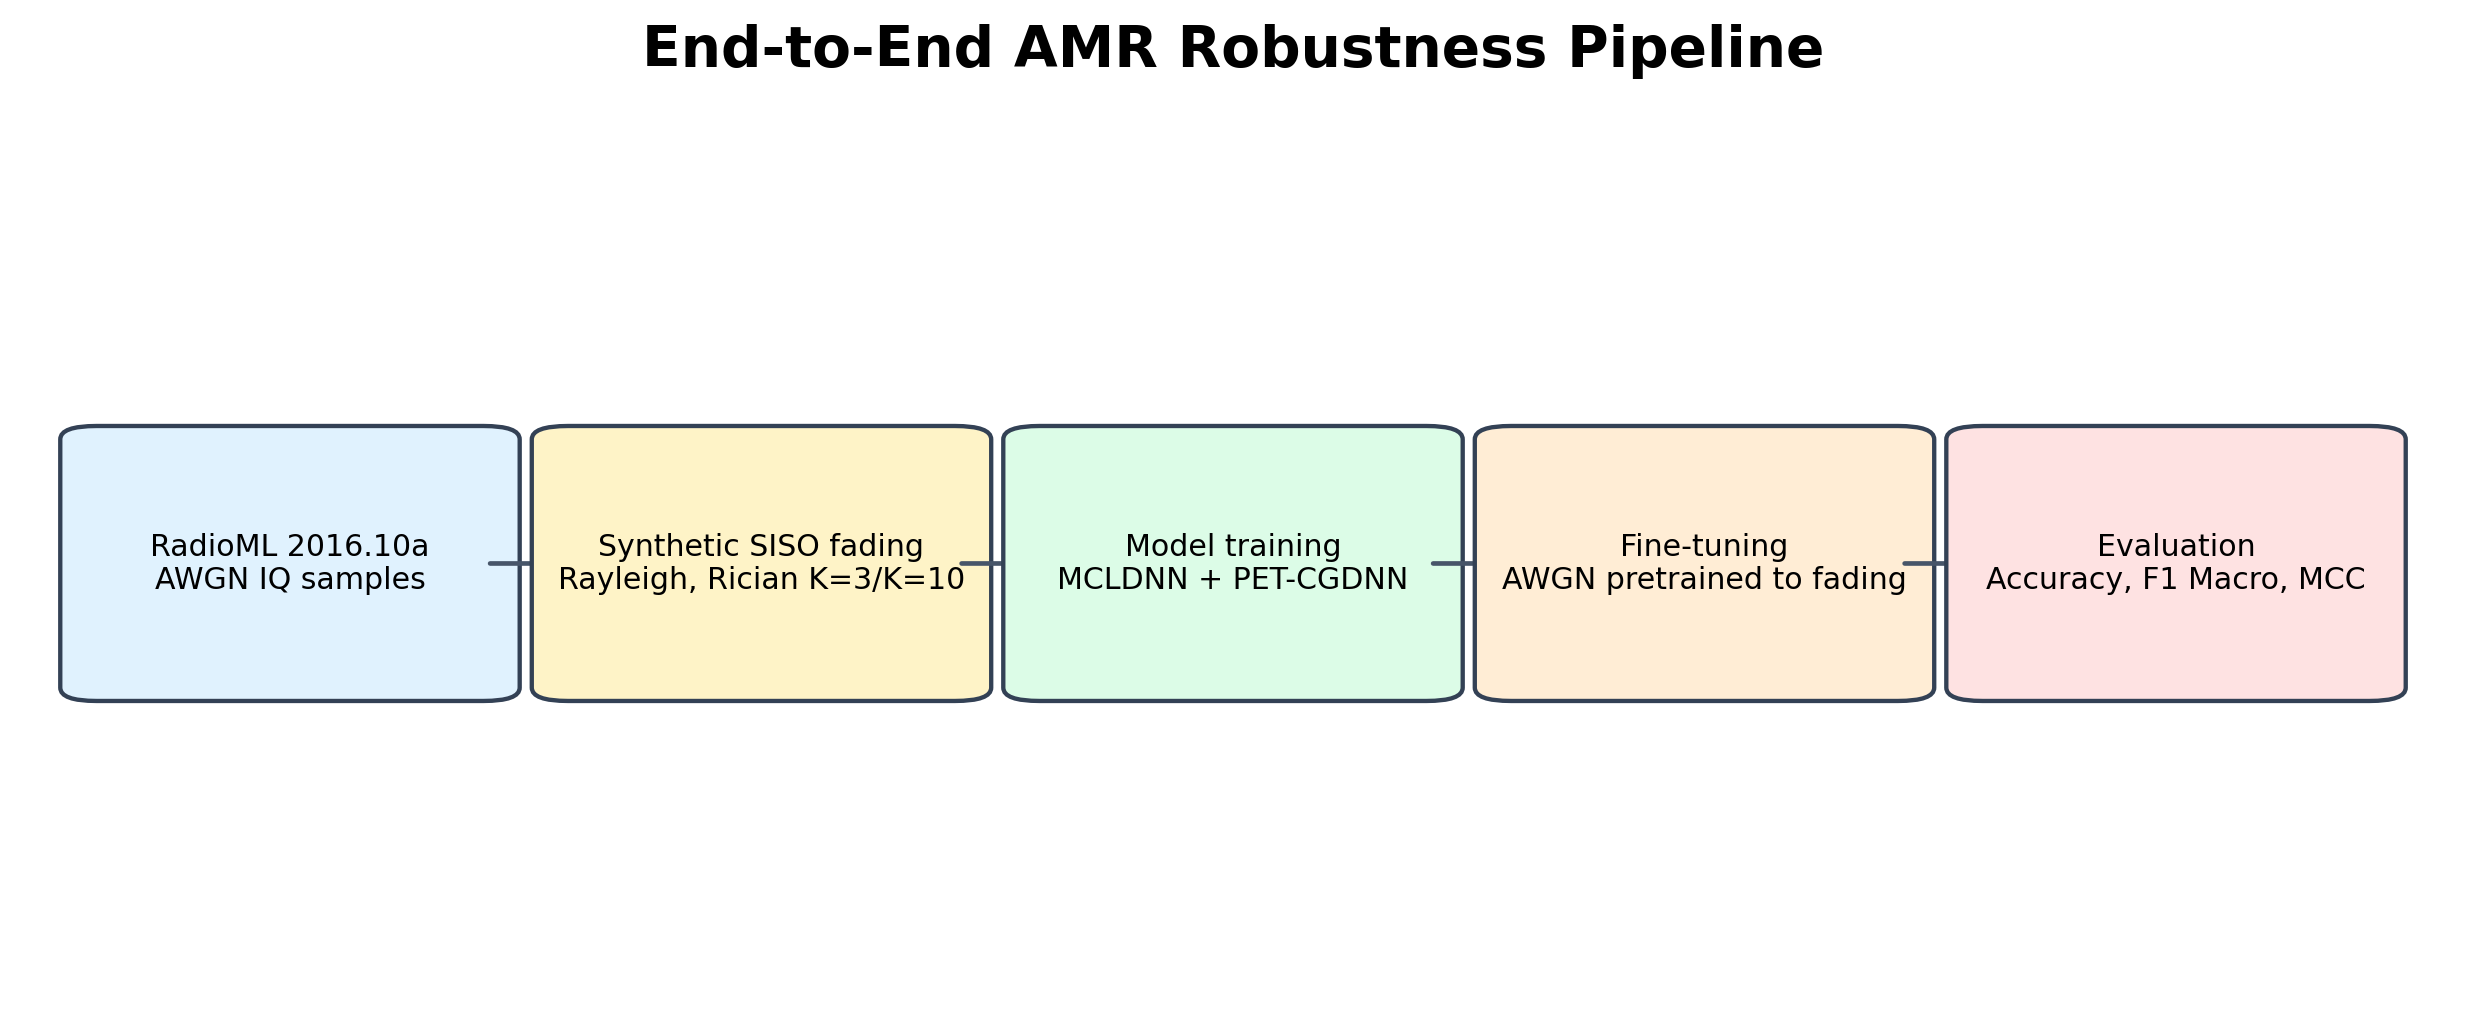 End-to-End AMR Robustness Pipeline
RadioML 2016.10a
AWGN IQ samples
Synthetic SISO fading
Rayleigh, Rician K=3/K=10
Model training
MCLDNN + PET-CGDNN
Fine-tuning
AWGN pretrained to fading
Evaluation
Accuracy, F1 Macro, MCC